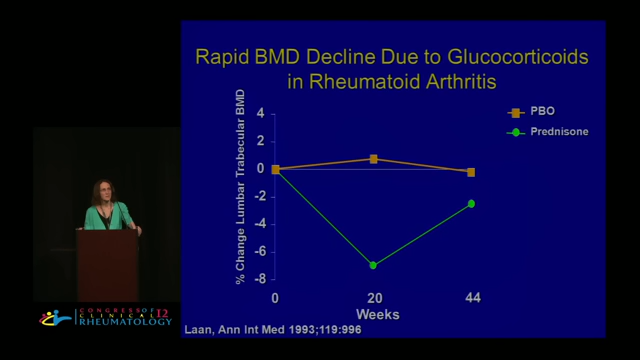 Rapid BMD Decline Due to Glucocorticoids
in Rheumatoid Arthritis
% Change Lumbar Trabecular BMD
4
2
0
-2
-4
-6
-8
0
20
44
Weeks
PBO
Prednisone
Laan, Ann Int Med 1993;119:996
CONGRESS OF
CLINICAL 12
RHEUMATOLOGY